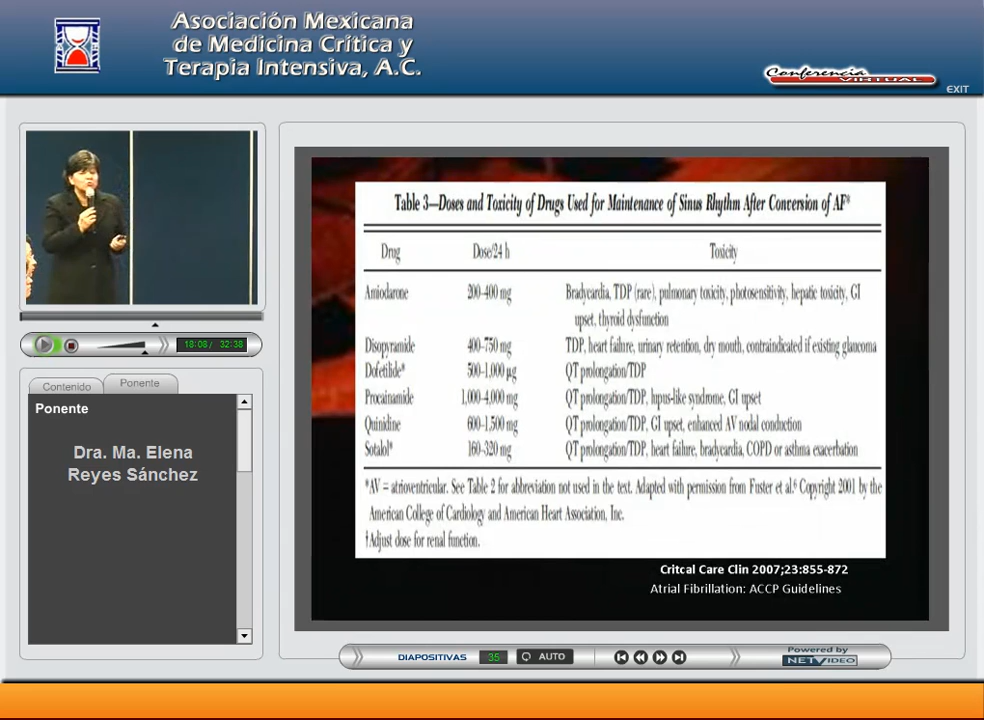 Asociación Mexicana
de Medicina Crítica y
Terapia Intensiva, A.C.
Conferencia
VIRTUAL
EXIT
18:08/ 32:38
Contenido
Ponente
Ponente
Dra. Ma. Elena
Reyes Sánchez
Table 3—Doses and Toxicity of Drugs Used for Maintenance of Sinus Rhythm After Conversion of AF*
Drug Dose/24 h Toxicity
Amiodarone 200–400 mg Bradycardia, TDP (rare), pulmonary toxicity, photosensitivity, hepatic toxicity, GI
upset, thyroid dysfunction
Disopyramide 400–750 mg TDP, heart failure, urinary retention, dry mouth, contraindicated if existing glaucoma
Dofetilide* 500–1,000 µg QT prolongation/TDP
Procainamide 1,000–4,000 mg QT prolongation/TDP, lupus-like syndrome, GI upset
Quinidine 600–1,500 mg QT prolongation/TDP, GI upset, enhanced AV nodal conduction
Sotalol* 160–320 mg QT prolongation/TDP, heart failure, bradycardia, COPD or asthma exacerbation
*AV = atrioventricular. See Table 2 for abbreviation not used in the text. Adapted with permission from Fuster et al.6 Copyright 2001 by the
American College of Cardiology and American Heart Association, Inc.
†Adjust dose for renal function.
Critcal Care Clin 2007;23:855-872
Atrial Fibrillation: ACCP Guidelines
DIAPOSITIVAS 35 AUTO
Powered by
NETVIDEO